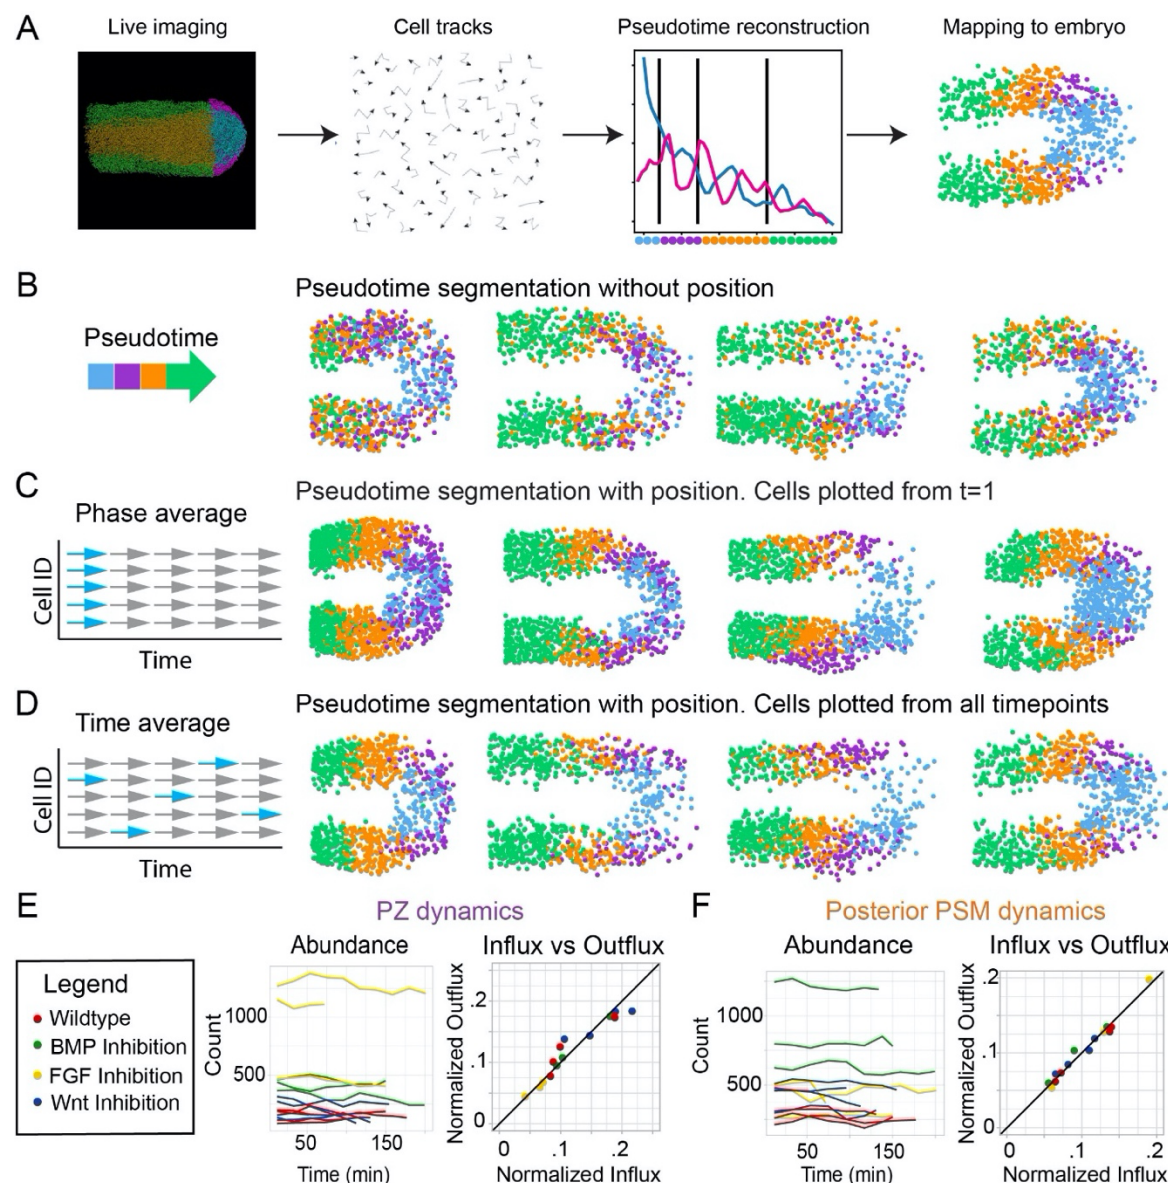 A
Live imaging
Cell tracks
Pseudotime reconstruction
Mapping to embryo
B
Pseudotime segmentation without position
Pseudotime
C
Pseudotime segmentation with position. Cells plotted from t=1
Phase average
Cell ID
Time
D
Pseudotime segmentation with position. Cells plotted from all timepoints
Time average
Cell ID
Time
E
PZ dynamics
Legend
Wildtype
BMP Inhibition
FGF Inhibition
Wnt Inhibition
Abundance
Count
1000
500
50
150
Time (min)
Influx vs Outflux
Normalized Outflux
.2
.1
0
0
.1
.2
Normalized Influx
F
Posterior PSM dynamics
Abundance
Count
1000
500
0
50
150
Time (min)
Influx vs Outflux
Normalized Outflux
.2
.1
0
0
.1
0.2
Normalized Influx